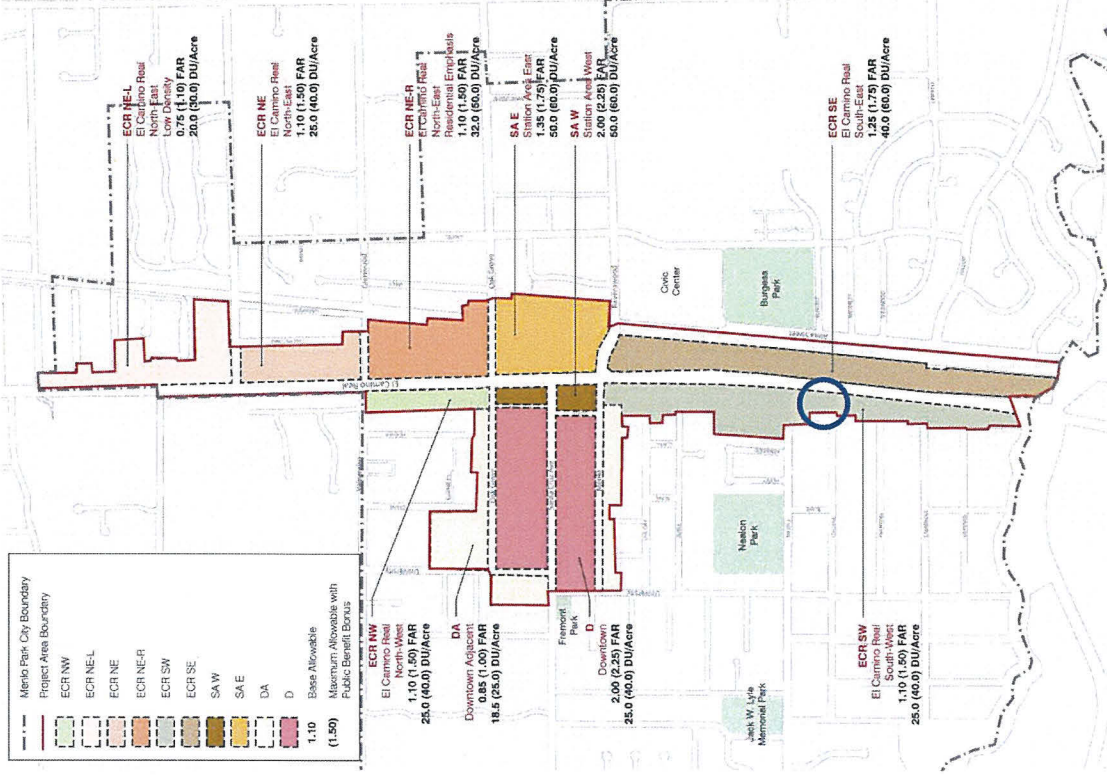 Menlo Park City Boundary
Project Area Boundary
ECR NW
ECR NE-L
ECR NE
ECR NE-R
ECR SW
ECR SE
SA W
SA E
DA
D
1.10 Base Allowable
(1.50) Maximum Allowable with
Public Benefit Bonus
ECR NE-L
El Camino Real
North-East
Low Density
0.75 (1.10) FAR
20.0 (30.0) DU/Acre
ECR NE
El Camino Real
North-East
1.10 (1.50) FAR
25.0 (40.0) DU/Acre
ECR NE-R
El Camino Real
North-East
Residential Emphasis
1.10 (1.50) FAR
32.0 (50.0) DU/Acre
SA E
Station Area East
1.35 (1.75) FAR
50.0 (60.0) DU/Acre
SA W
Station Area West
2.00 (2.25) FAR
50.0 (60.0) DU/Acre
ECR SE
El Camino Real
South-East
1.25 (1.75) FAR
40.0 (60.0) DU/Acre
ECR NW
El Camino Real
North-West
1.10 (1.50) FAR
25.0 (40.0) DU/Acre
DA
Downtown Adjacent
0.85 (1.00) FAR
18.5 (25.0) DU/Acre
D
Downtown
2.00 (2.25) FAR
25.0 (40.0) DU/Acre
ECR SW
El Camino Real
South-West
1.10 (1.50) FAR
25.0 (40.0) DU/Acre
El Camino Real
Oak Grove
University
University
Fremont
Park
Nealon
Park
Jack W. Lyle
Memorial Park
Civic
Center
Burgess
Park
Alma Street